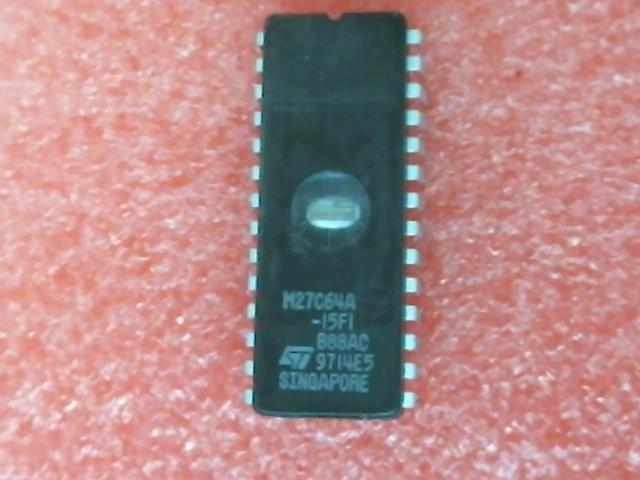 M27C64A
-15F1
B88AC
ST 9714E5
SINGAPORE